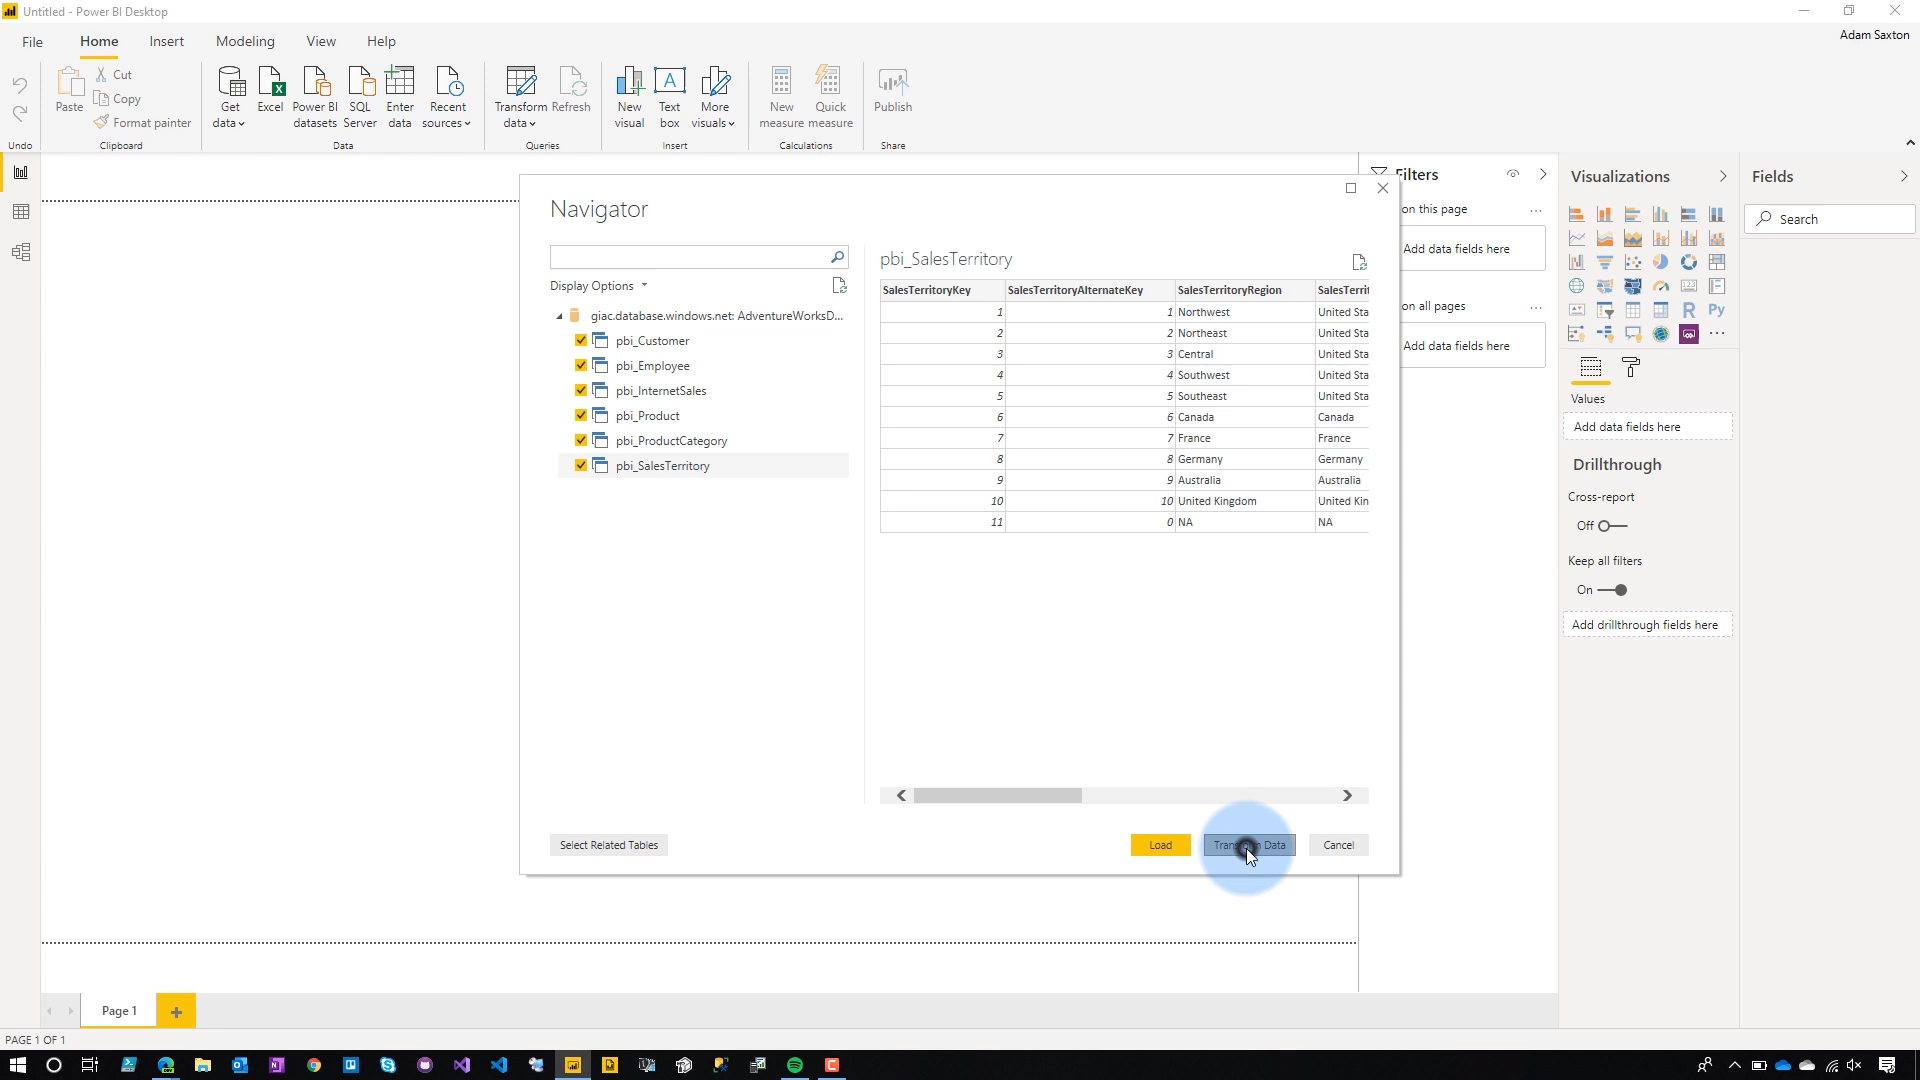 Untitled - Power BI Desktop
File Home Insert Modeling View Help
Adam Saxton
Paste
Cut
Copy
Format painter
Get data
Excel
Power BI datasets
SQL Server
Enter data
Recent sources
Transform data
Refresh
New visual
Text box
More visuals
New measure
Quick measure
Publish
Undo
Clipboard
Data
Queries
Insert
Calculations
Share
Navigator
Display Options
giac.database.windows.net: AdventureWorksD...
pbi_Customer
pbi_Employee
pbi_InternetSales
pbi_Product
pbi_ProductCategory
pbi_SalesTerritory
pbi_SalesTerritory
SalesTerritoryKey SalesTerritoryAlternateKey SalesTerritoryRegion SalesTerrit
1 1 Northwest United Sta
2 2 Northeast United Sta
3 3 Central United Sta
4 4 Southwest United Sta
5 5 Southeast United Sta
6 6 Canada Canada
7 7 France France
8 8 Germany Germany
9 9 Australia Australia
10 10 United Kingdom United Kin
11 0 NA NA
Select Related Tables
Load
Data
Cancel
Filters
on this page
...
Add data fields here
on all pages
...
Add data fields here
Visualizations
R Py
...
Values
Add data fields here
Drillthrough
Cross-report
Off
Keep all filters
On
Add drillthrough fields here
Fields
Search
Page 1
+
PAGE 1 OF 1